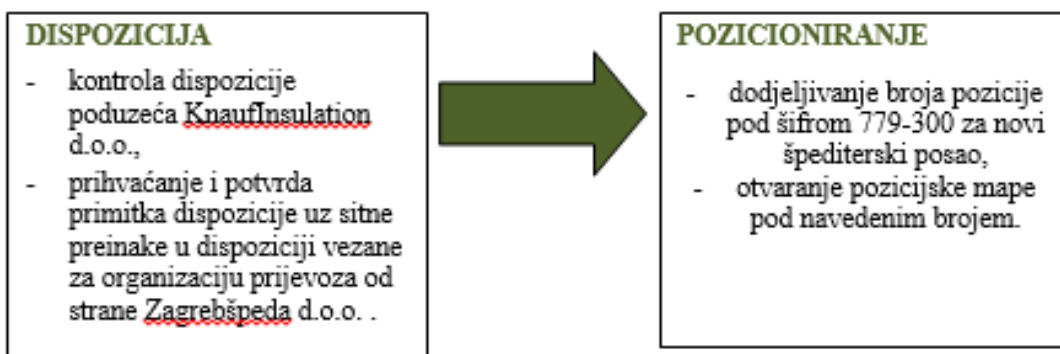 DISPOZICIJA
- kontrola dispozicije
poduzeća KnaufInsulation
d.o.o.,
- prihvaćanje i potvrda
primitka dispozicije uz sitne
preinake u dispoziciji vezane
za organizaciju prijevoza od
strane Zagrebšpeda d.o.o. .
POZICIONIRANJE
- dodjeljivanje broja pozicije
pod šifrom 779-300 za novi
špediterski posao,
- otvaranje pozicijske mape
pod navedenim brojem.